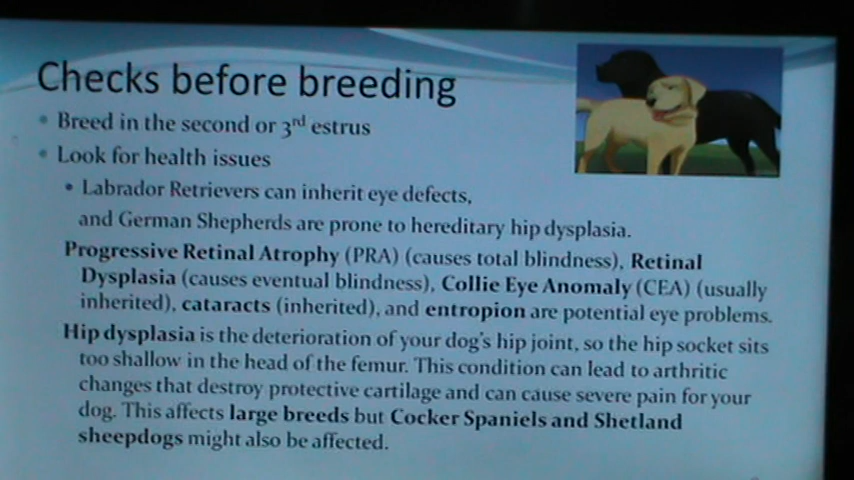 Checks before breeding
Breed in the second or 3rd estrus
Look for health issues
Labrador Retrievers can inherit eye defects,
and German Shepherds are prone to hereditary hip dysplasia.
Progressive Retinal Atrophy (PRA) (causes total blindness), Retinal
Dysplasia (causes eventual blindness), Collie Eye Anomaly (CEA) (usually
inherited), cataracts (inherited), and entropion are potential eye problems.
Hip dysplasia is the deterioration of your dog's hip joint, so the hip socket sits
too shallow in the head of the femur. This condition can lead to arthritic
changes that destroy protective cartilage and can cause severe pain for your
dog. This affects large breeds but Cocker Spaniels and Shetland
sheepdogs might also be affected.